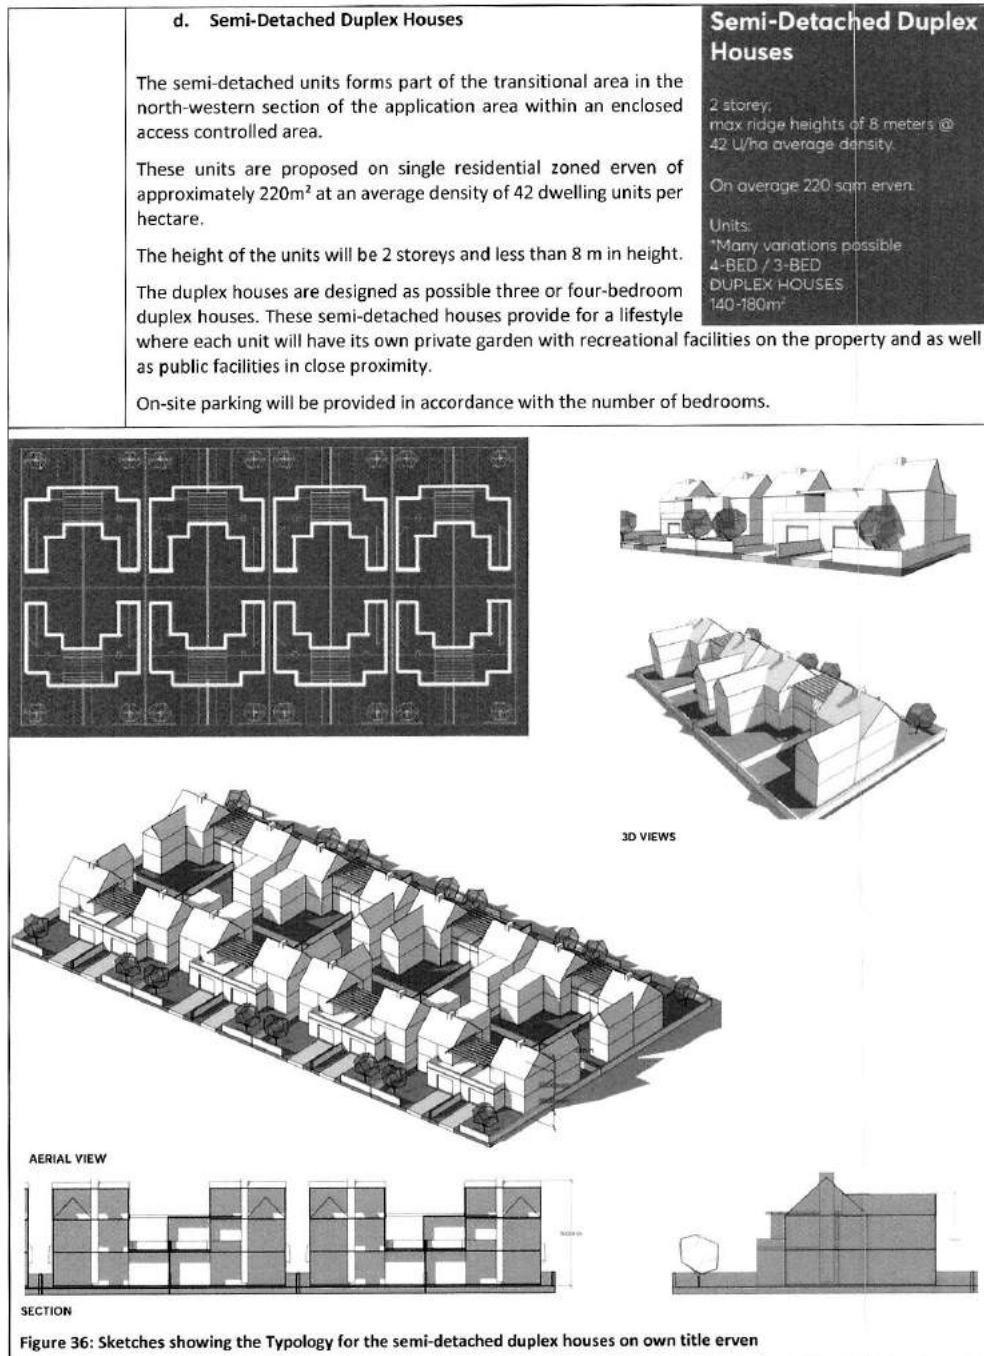 d. Semi-Detached Duplex Houses
The semi-detached units forms part of the transitional area in the
north-western section of the application area within an enclosed
access controlled area.
These units are proposed on single residential zoned erven of
approximately 220m² at an average density of 42 dwelling units per
hectare.
The height of the units will be 2 storeys and less than 8 m in height.
The duplex houses are designed as possible three or four-bedroom
duplex houses. These semi-detached houses provide for a lifestyle
where each unit will have its own private garden with recreational facilities on the property and as well
as public facilities in close proximity.
On-site parking will be provided in accordance with the number of bedrooms.
Semi-Detached Duplex
Houses
2 storey;
max ridge heights of 8 meters @
42 U/ha average density.
On average 220 sqm erven.
Units:
*Many variations possible
4-BED / 3-BED
DUPLEX HOUSES
140-180m²
3D VIEWS
AERIAL VIEW
SECTION
Figure 36: Sketches showing the Typology for the semi-detached duplex houses on own title erven